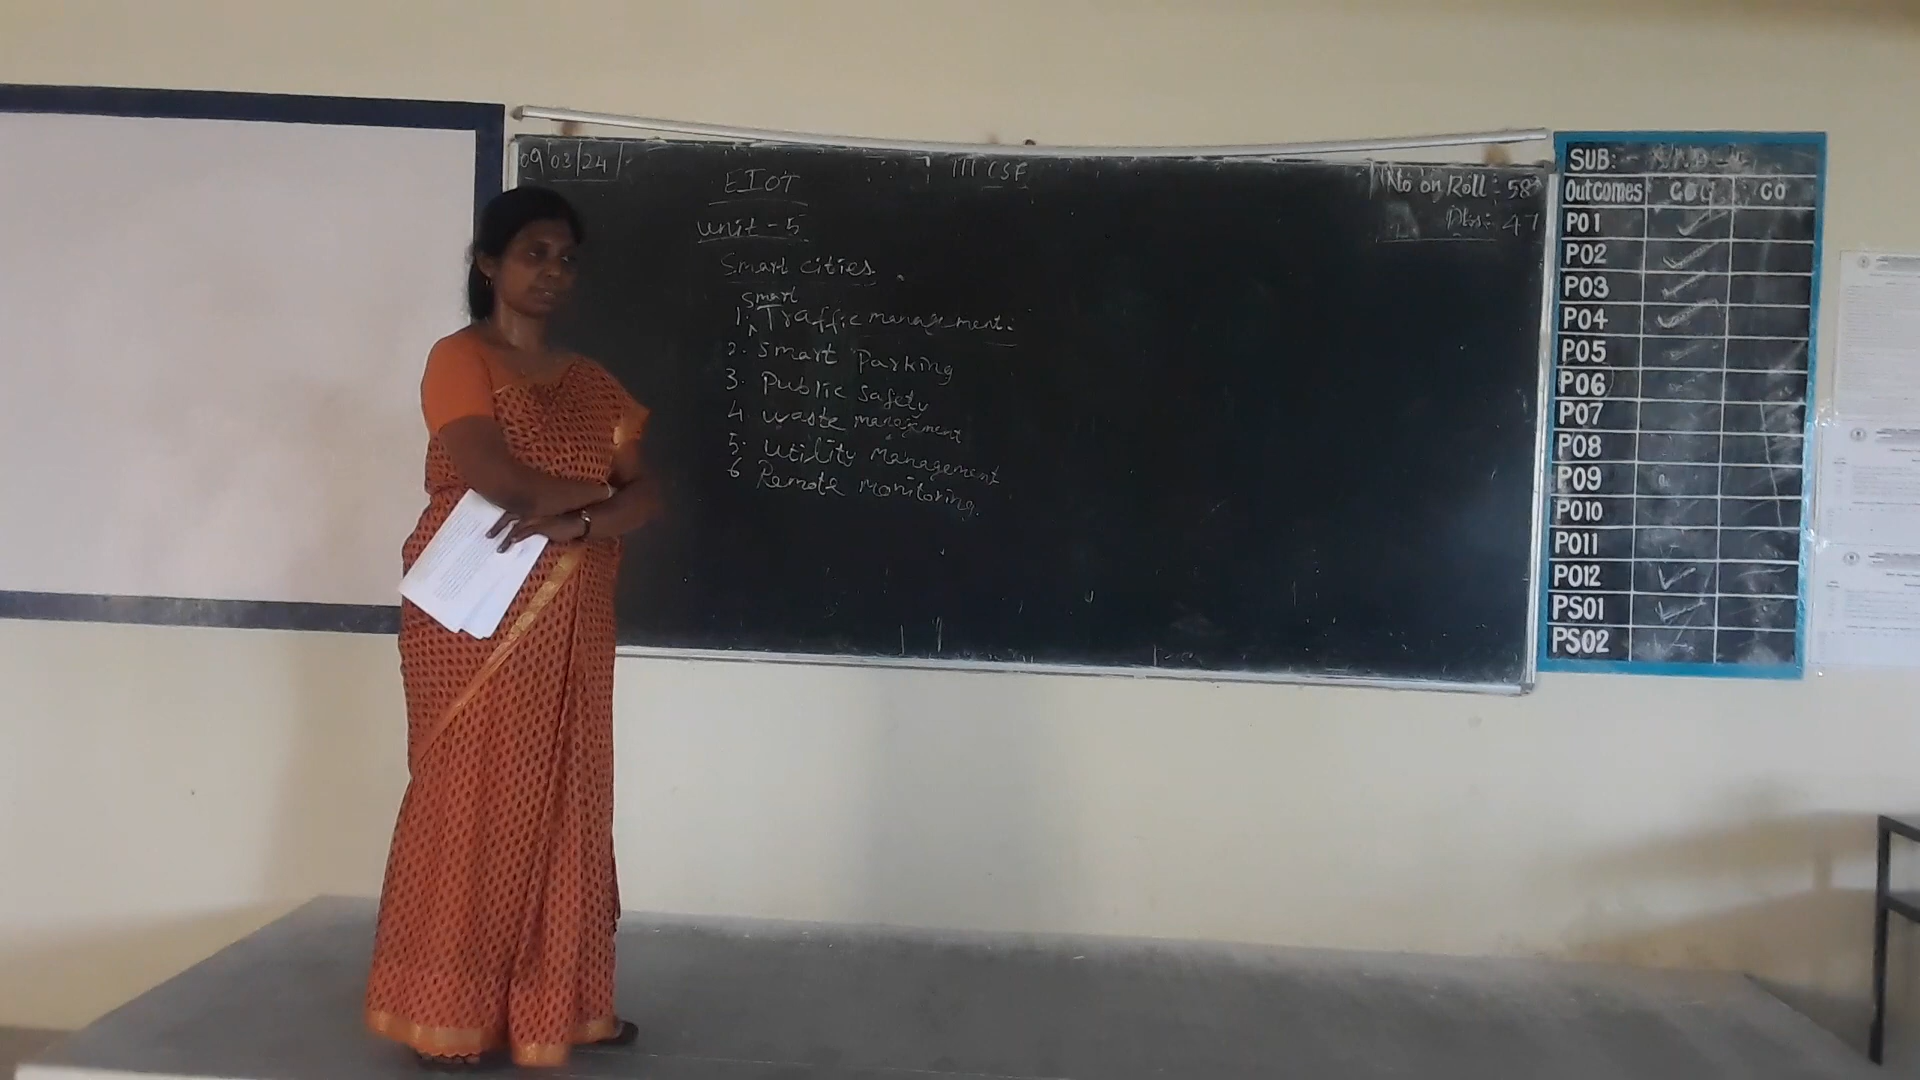 09/03/24
III CSE
EIOT
Unit - 5
Smart cities.
Smart
1. ^ Traffic management:
2. Smart parking
3. Public safety
4. Waste management
5. Utility management
6 Remote monitoring.
No on Roll : 58
47
SUB:
Outcomes CO
PO1
PO2
PO3
PO4
PO5
PO6
PO7
PO8
PO9
PO10
PO11
PO12
PSO1
PSO2